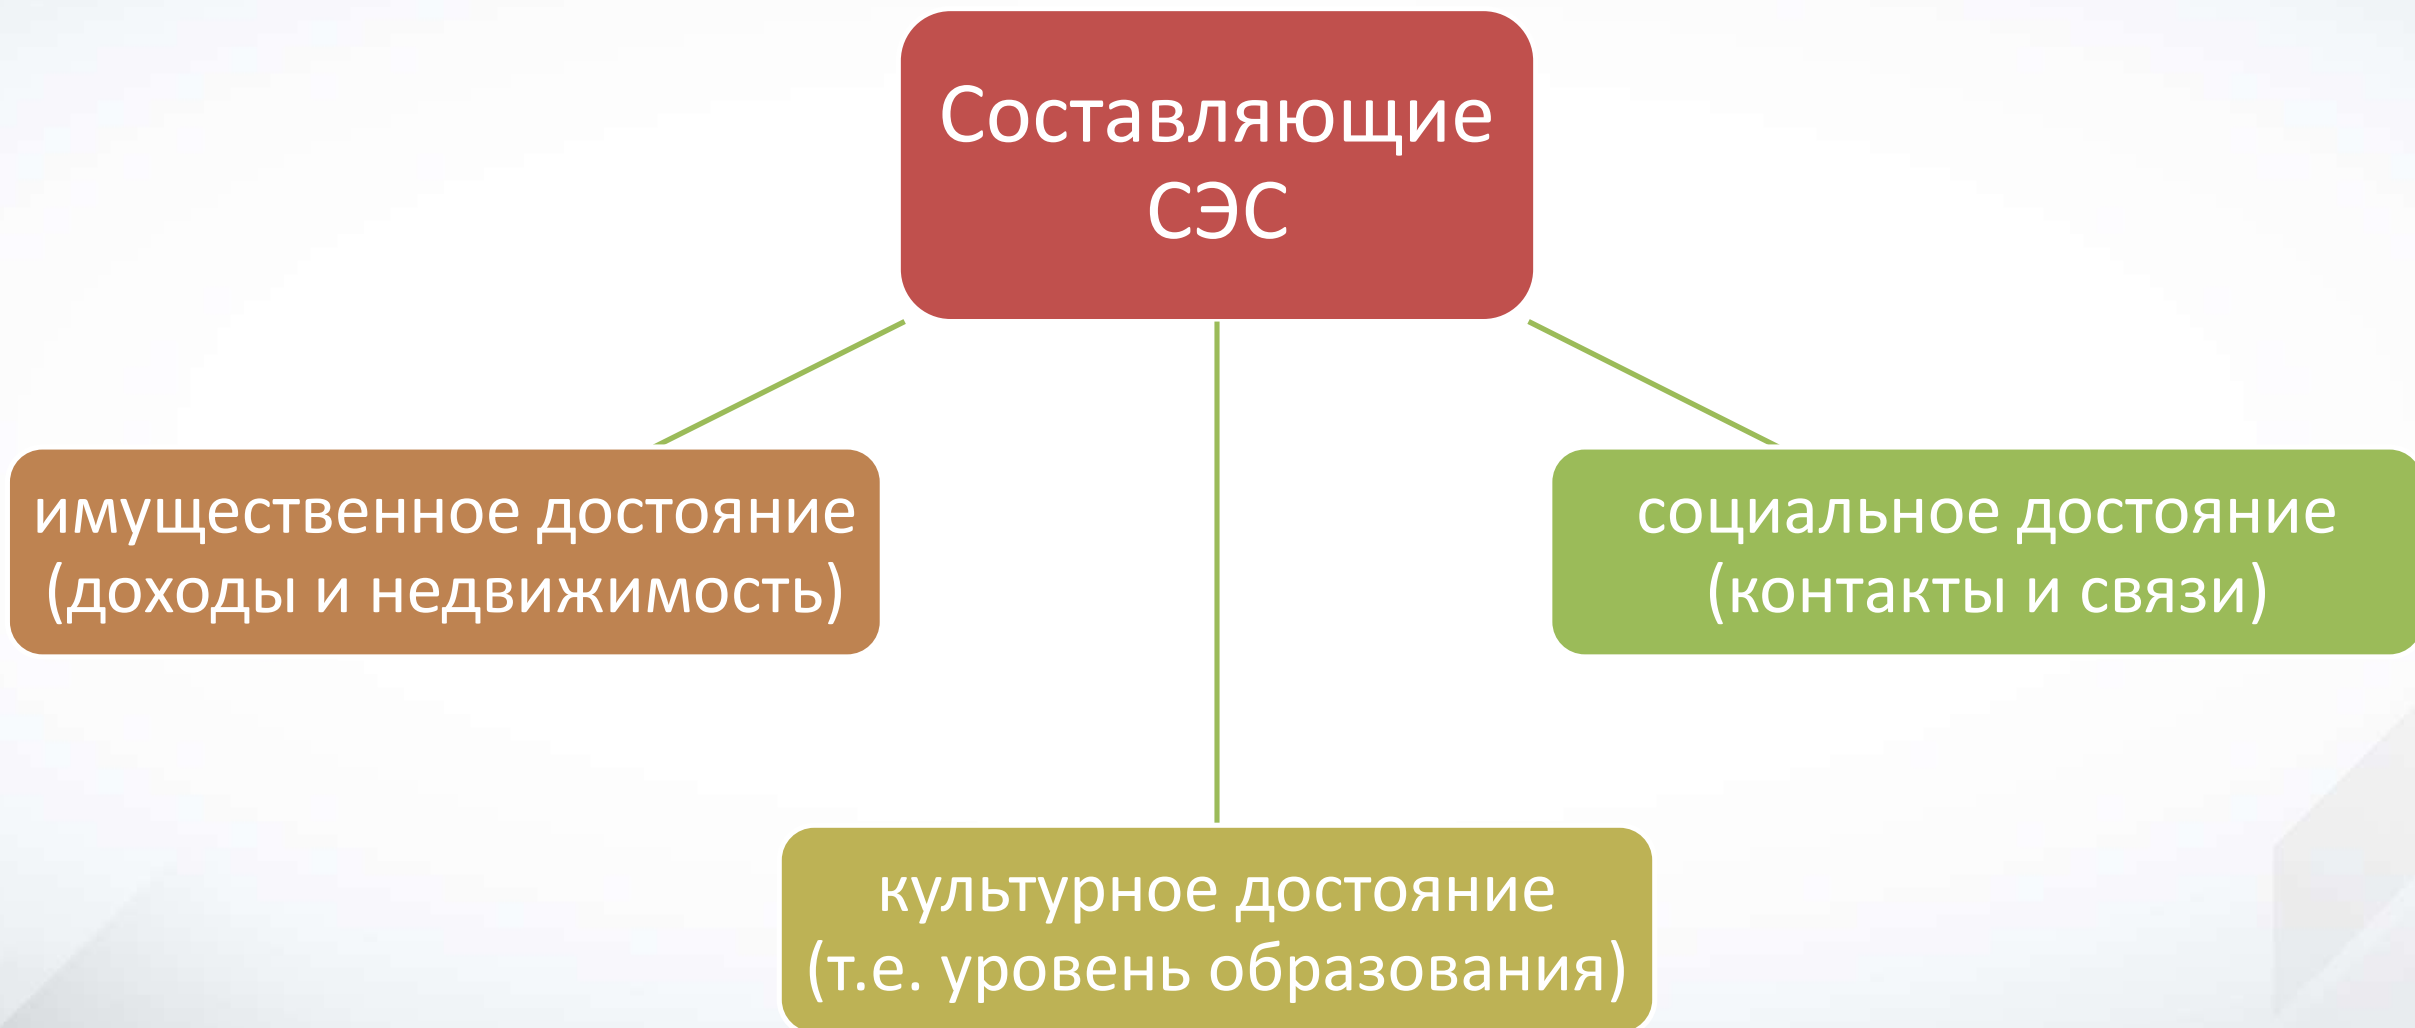 Составляющие
СЭС
имущественное достояние
(доходы и недвижимость)
социальное достояние
(контакты и связи)
культурное достояние
(т.е. уровень образования)